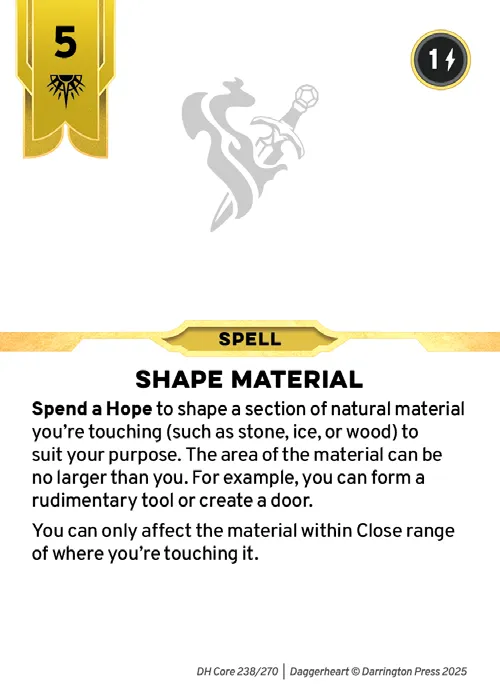 5
1
SPELL
SHAPE MATERIAL
Spend a Hope to shape a section of natural material
you’re touching (such as stone, ice, or wood) to
suit your purpose. The area of the material can be
no larger than you. For example, you can form a
rudimentary tool or create a door.
You can only affect the material within Close range
of where you’re touching it.
DH Core 238/270 | Daggerheart © Darrington Press 2025